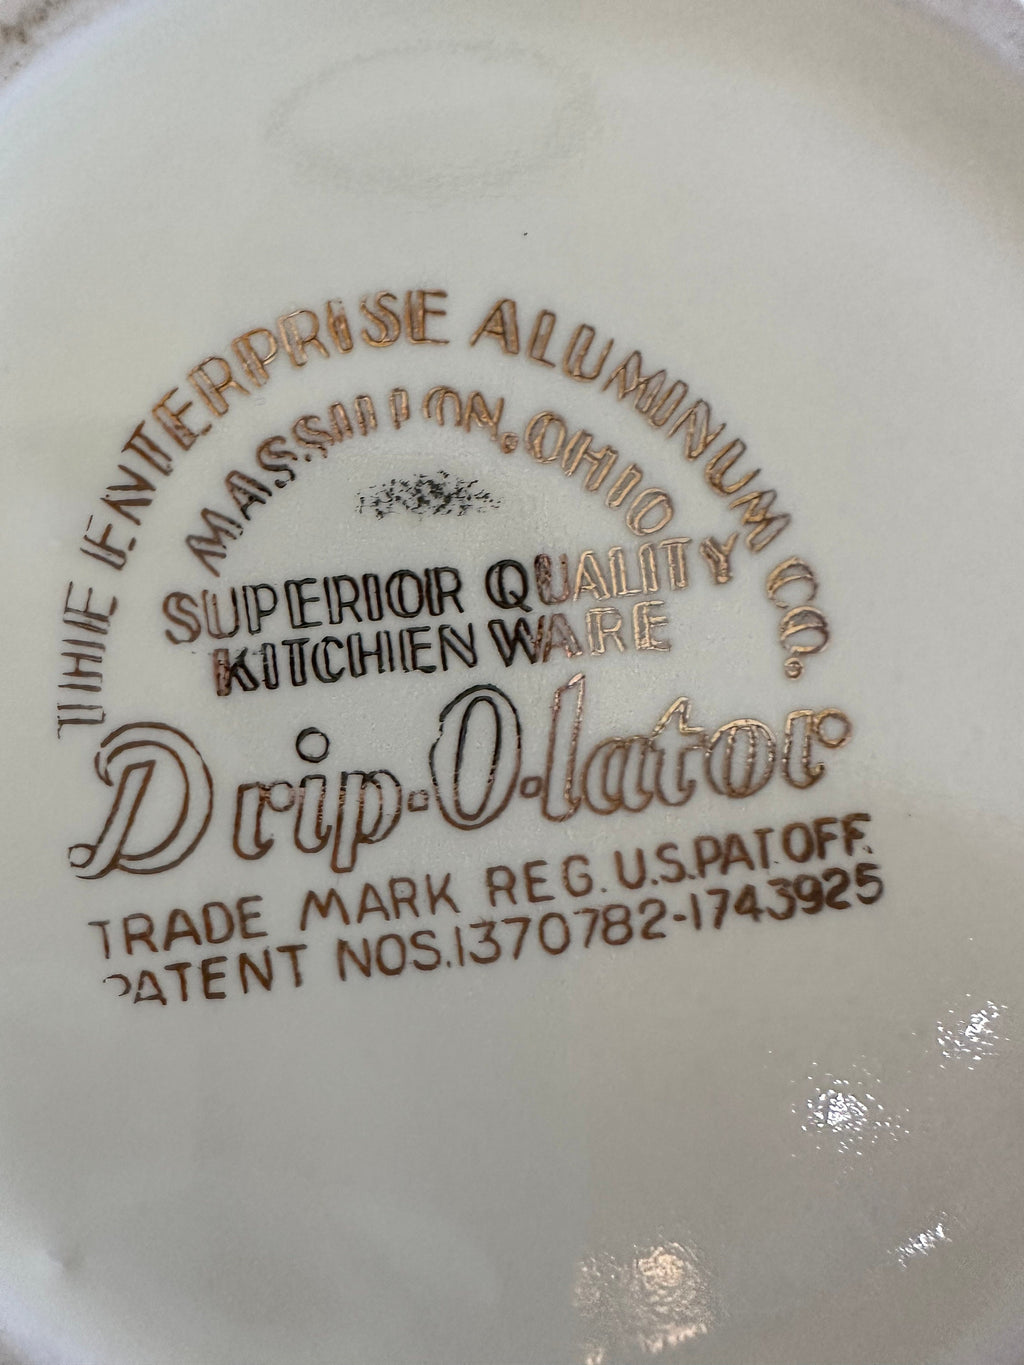 THE ENTERPRISE ALUMINUM CO.
MASSILLON, OHIO
SUPERIOR QUALITY
KITCHEN WARE
Drip-O-lator
TRADE MARK REG. U.S. PAT. OFF.
PATENT NOS. 1370782-1743925